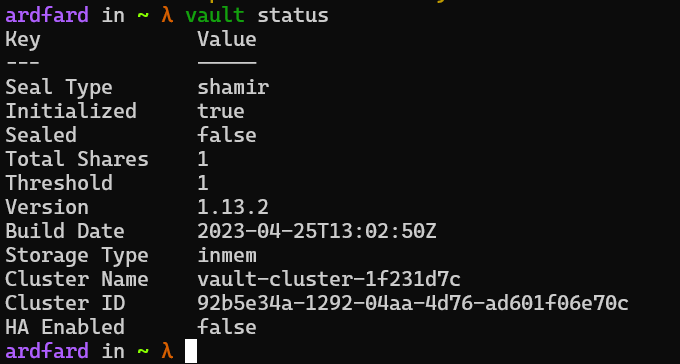 ardfard in ~ λ vault status
Key Value
--- -----
Seal Type shamir
Initialized true
Sealed false
Total Shares 1
Threshold 1
Version 1.13.2
Build Date 2023-04-25T13:02:50Z
Storage Type inmem
Cluster Name vault-cluster-1f231d7c
Cluster ID 92b5e34a-1292-04aa-4d76-ad601f06e70c
HA Enabled false
ardfard in ~ λ